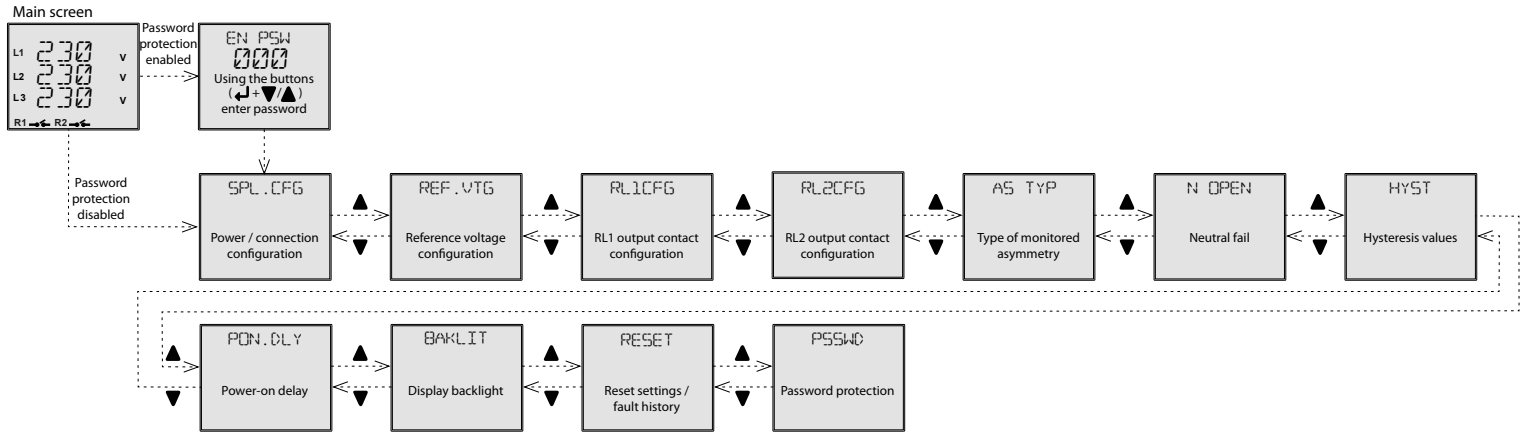 Main screen
L1 230 V
L2 230 V
L3 230 V
R1 R2
Password
protection
enabled
EN PSW
000
Using the buttons
( ↵ + ▼/▲ )
enter password
Password
protection
disabled
SPL.CFG
Power / connection
configuration
REF.VTG
Reference voltage
configuration
RL1CFG
RL1 output contact
configuration
RL2CFG
RL2 output contact
configuration
AS TYP
Type of monitored
asymmetry
N OPEN
Neutral fail
HYST
Hysteresis values
PON.DLY
Power-on delay
BAKLIT
Display backlight
RESET
Reset settings /
fault history
PSSWD
Password protection